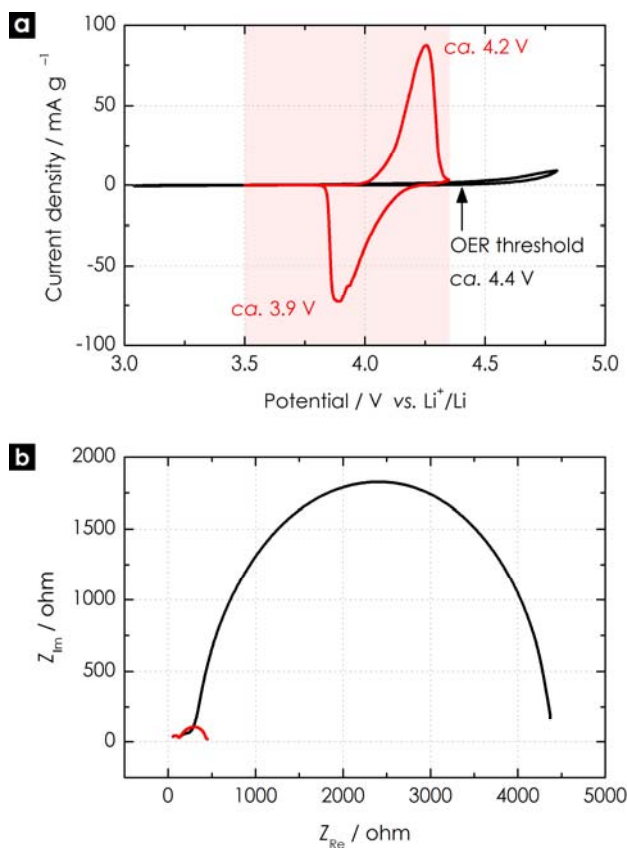 a
100
50
0
-50
-100
Current density / mA g⁻¹
ca. 4.2 V
OER threshold
ca. 4.4 V
ca. 3.9 V
3.0 3.5 4.0 4.5 5.0
Potential / V vs. Li⁺/Li
b
2000
1500
1000
500
0
Z_Im / ohm
0 1000 2000 3000 4000 5000
Z_Re / ohm